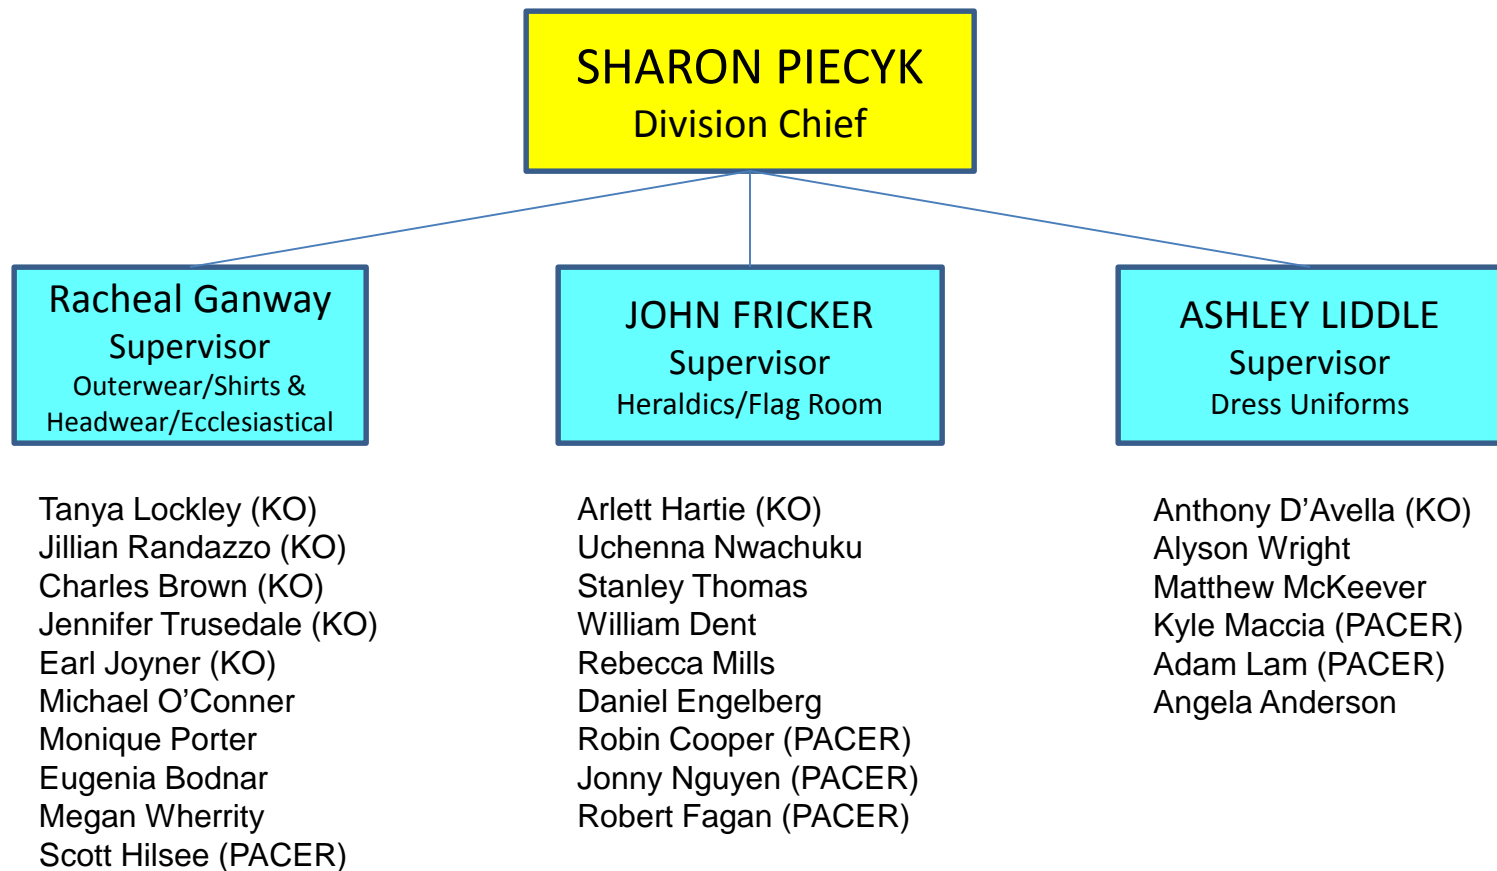 SHARON PIECYK
Division Chief
Racheal Ganway
Supervisor
Outerwear/Shirts &
Headwear/Ecclesiastical
Tanya Lockley (KO)
Jillian Randazzo (KO)
Charles Brown (KO)
Jennifer Trusedale (KO)
Earl Joyner (KO)
Michael O’Conner
Monique Porter
Eugenia Bodnar
Megan Wherrity
Scott Hilsee (PACER)
JOHN FRICKER
Supervisor
Heraldics/Flag Room
Arlett Hartie (KO)
Uchenna Nwachuku
Stanley Thomas
William Dent
Rebecca Mills
Daniel Engelberg
Robin Cooper (PACER)
Jonny Nguyen (PACER)
Robert Fagan (PACER)
ASHLEY LIDDLE
Supervisor
Dress Uniforms
Anthony D’Avella (KO)
Alyson Wright
Matthew McKeever
Kyle Maccia (PACER)
Adam Lam (PACER)
Angela Anderson